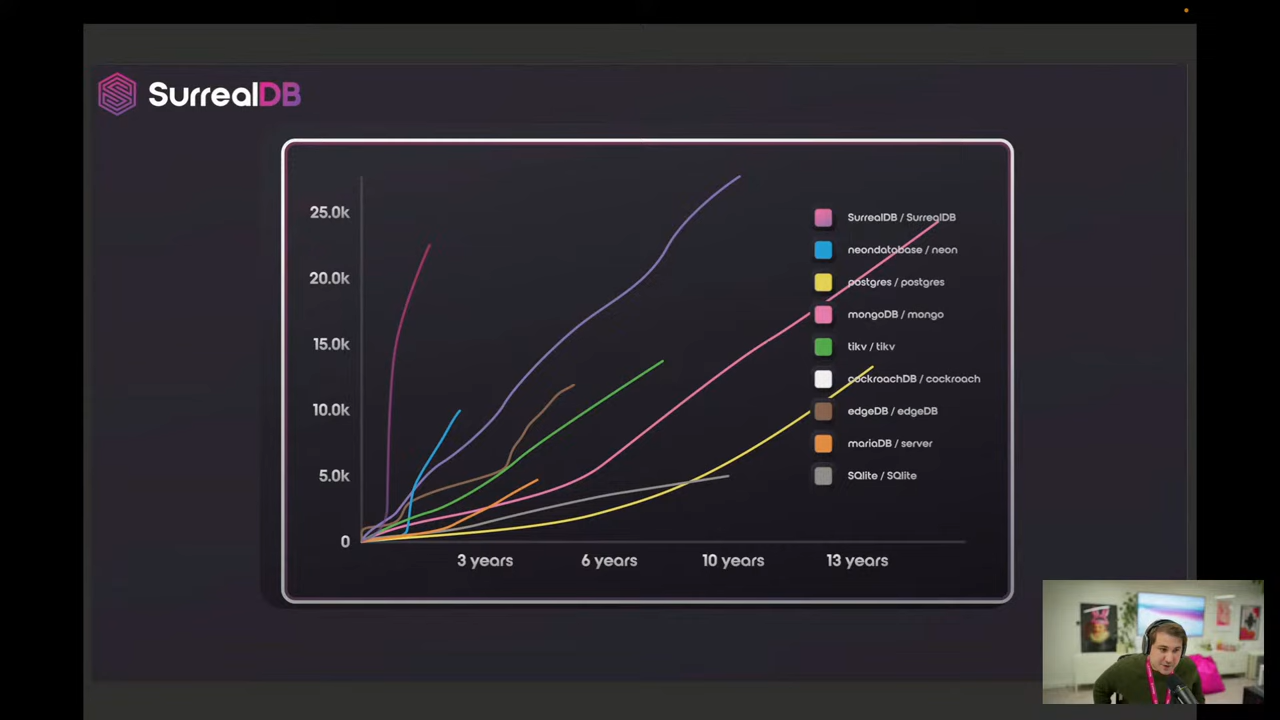 SurrealDB
25.0k
20.0k
15.0k
10.0k
5.0k
0
3 years
6 years
10 years
13 years
SurrealDB / SurrealDB
neondatabase / neon
postgres / postgres
mongoDB / mongo
tikv / tikv
cockroachDB / cockroach
edgeDB / edgeDB
mariaDB / server
SQlite / SQlite